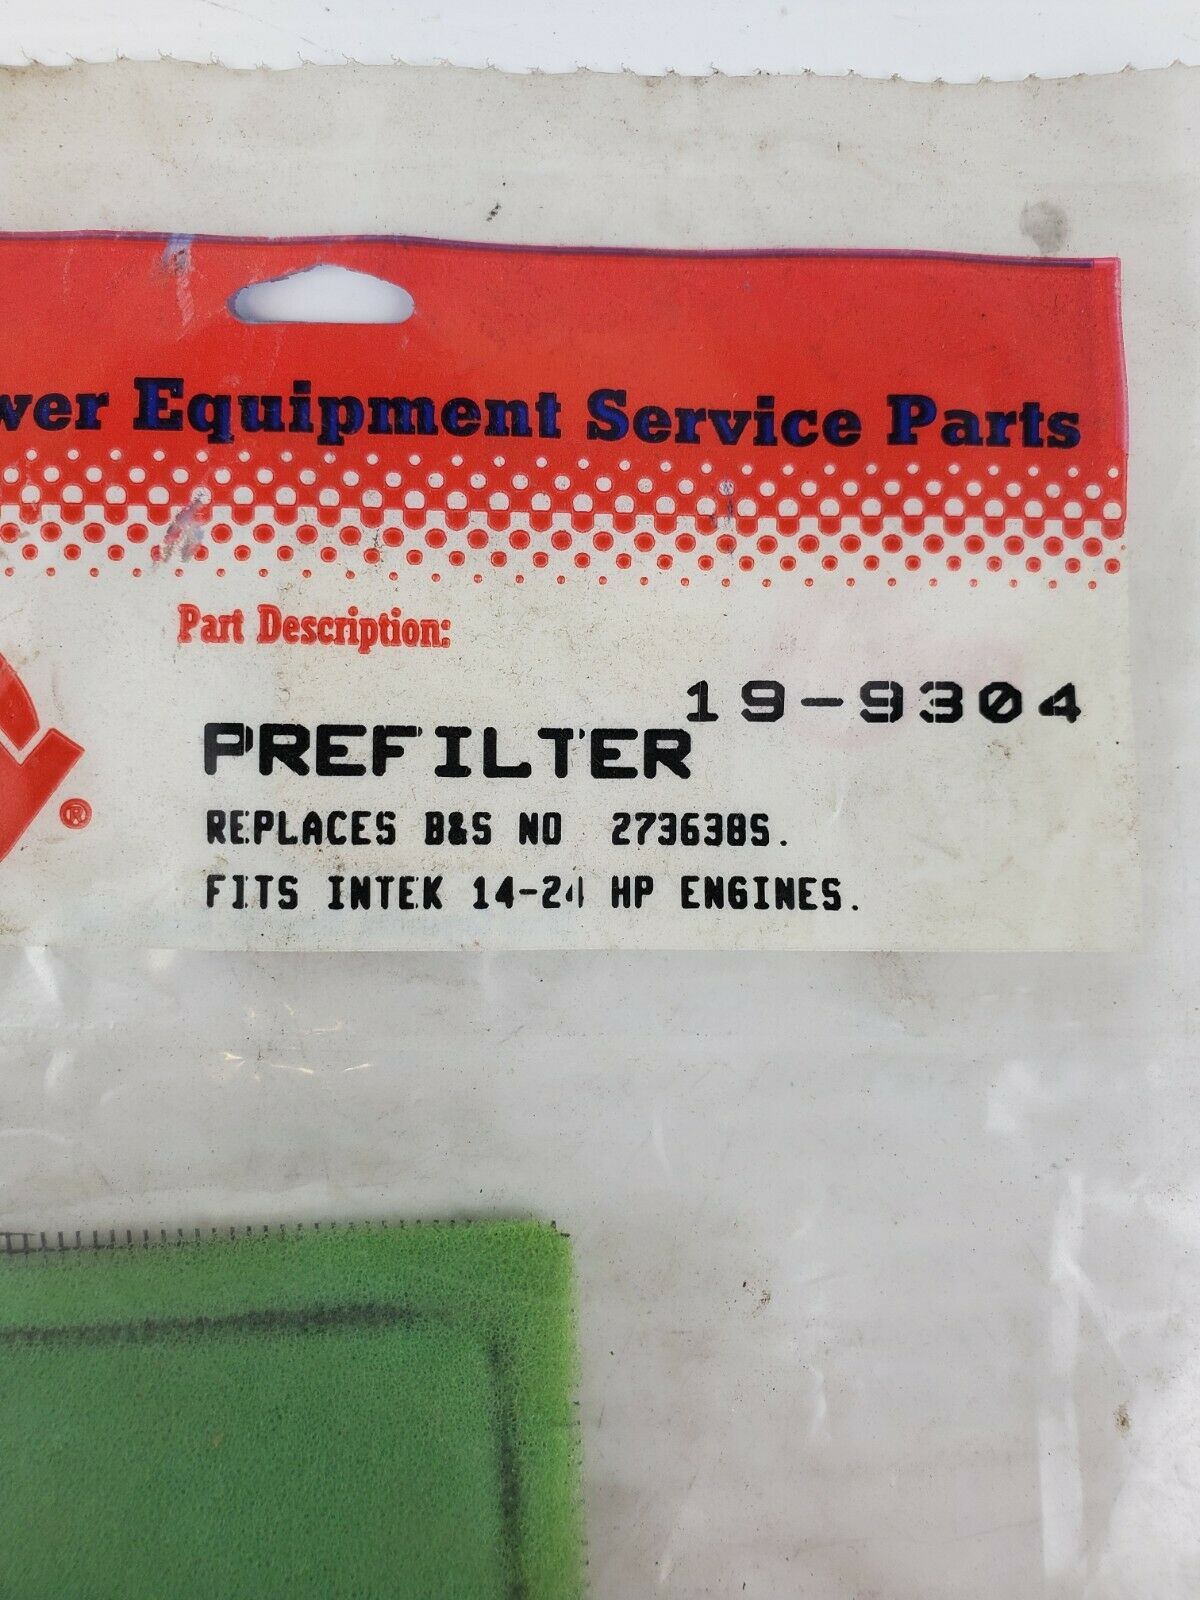 wer Equipment Service Parts
Part Description:
19-9304
PREFILTER
REPLACES B&S NO 273638S.
FITS INTEK 14-24 HP ENGINES.
®